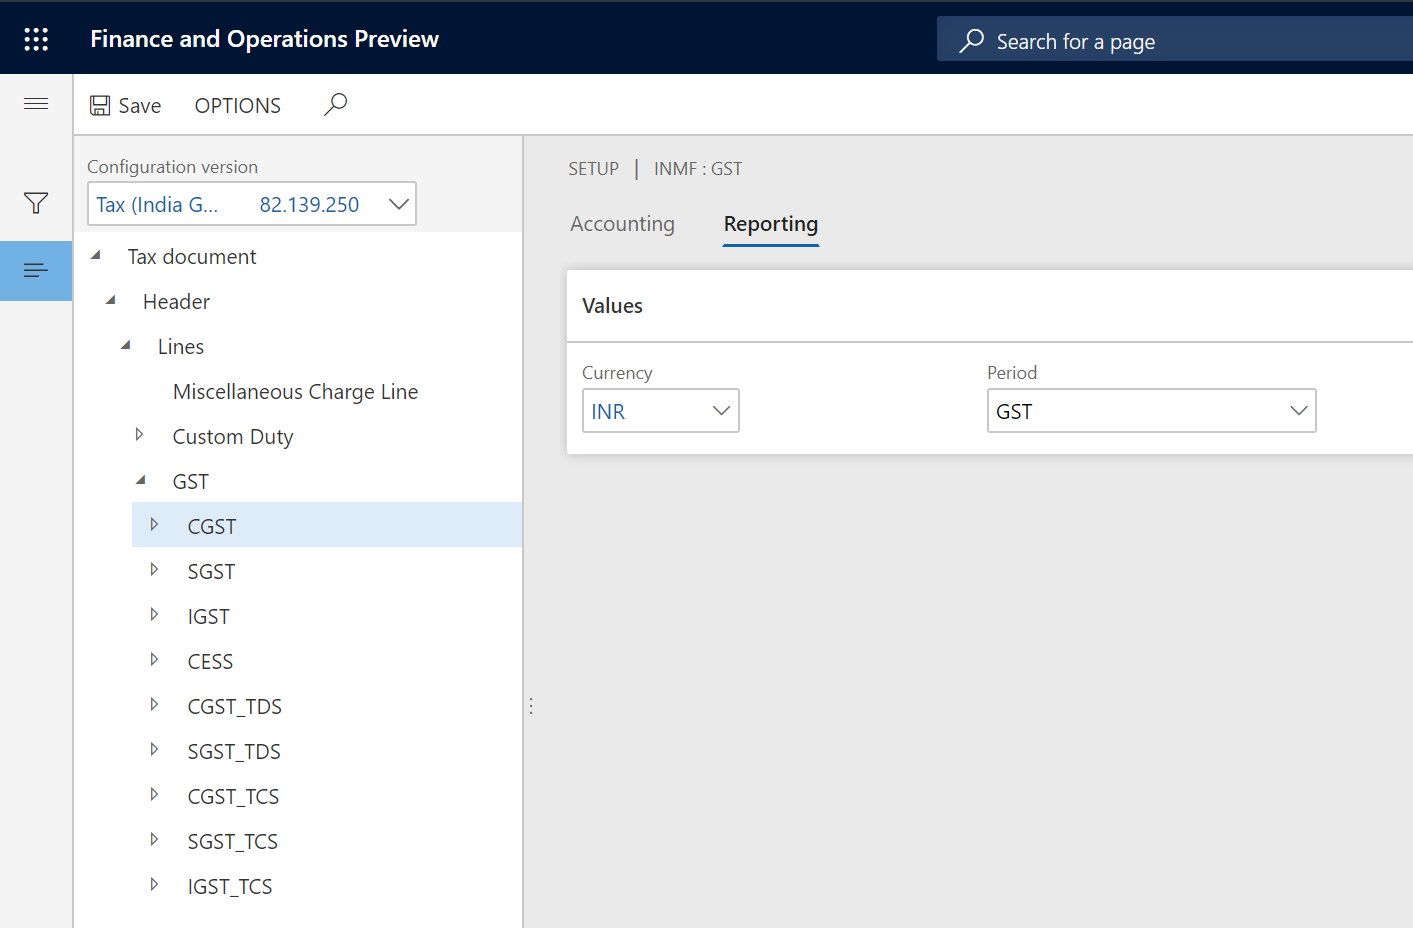 Finance and Operations Preview
Search for a page
Save OPTIONS
Configuration version
Tax (India G... 82.139.250
Tax document
Header
Lines
Miscellaneous Charge Line
Custom Duty
GST
CGST
SGST
IGST
CESS
CGST_TDS
SGST_TDS
CGST_TCS
SGST_TCS
IGST_TCS
SETUP | INMF : GST
Accounting Reporting
Values
Currency Period
INR GST